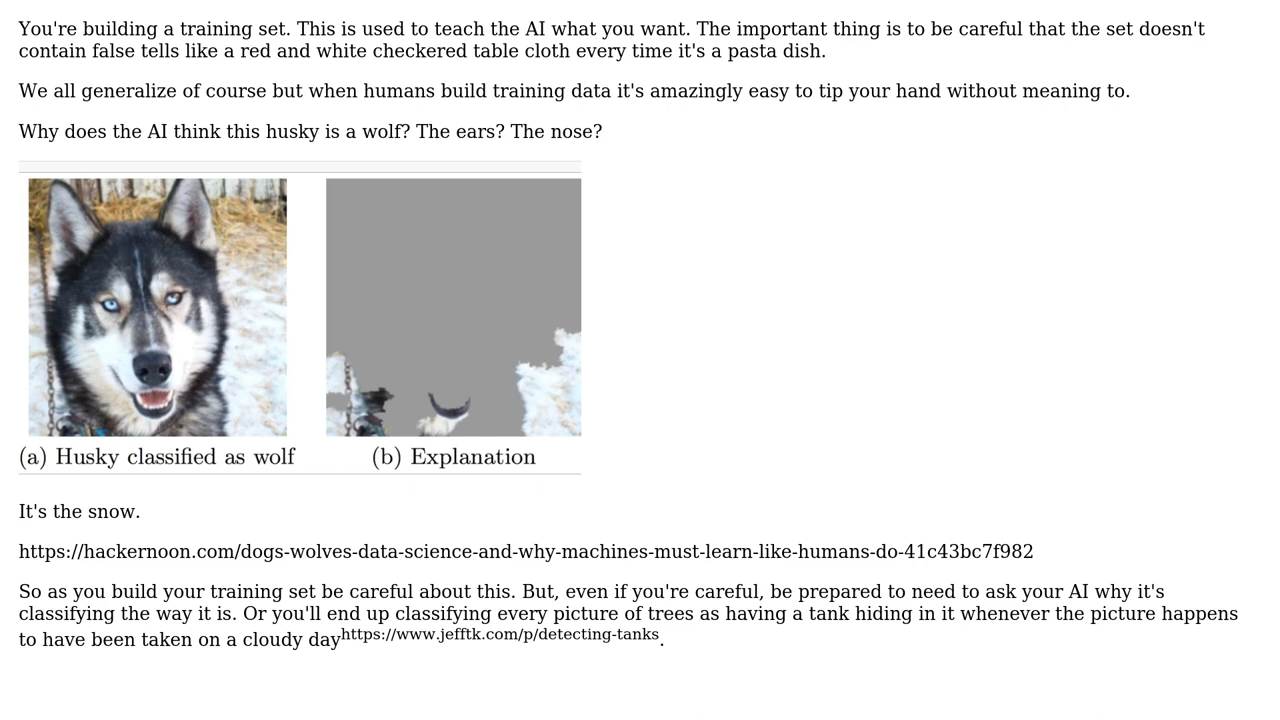 You're building a training set. This is used to teach the AI what you want. The important thing is to be careful that the set doesn't
contain false tells like a red and white checkered table cloth every time it's a pasta dish.
We all generalize of course but when humans build training data it's amazingly easy to tip your hand without meaning to.
Why does the AI think this husky is a wolf? The ears? The nose?
(a) Husky classified as wolf
(b) Explanation
It's the snow.
https://hackernoon.com/dogs-wolves-data-science-and-why-machines-must-learn-like-humans-do-41c43bc7f982
So as you build your training set be careful about this. But, even if you're careful, be prepared to need to ask your AI why it's
classifying the way it is. Or you'll end up classifying every picture of trees as having a tank hiding in it whenever the picture happens
to have been taken on a cloudy day https://www.jefftk.com/p/detecting-tanks.